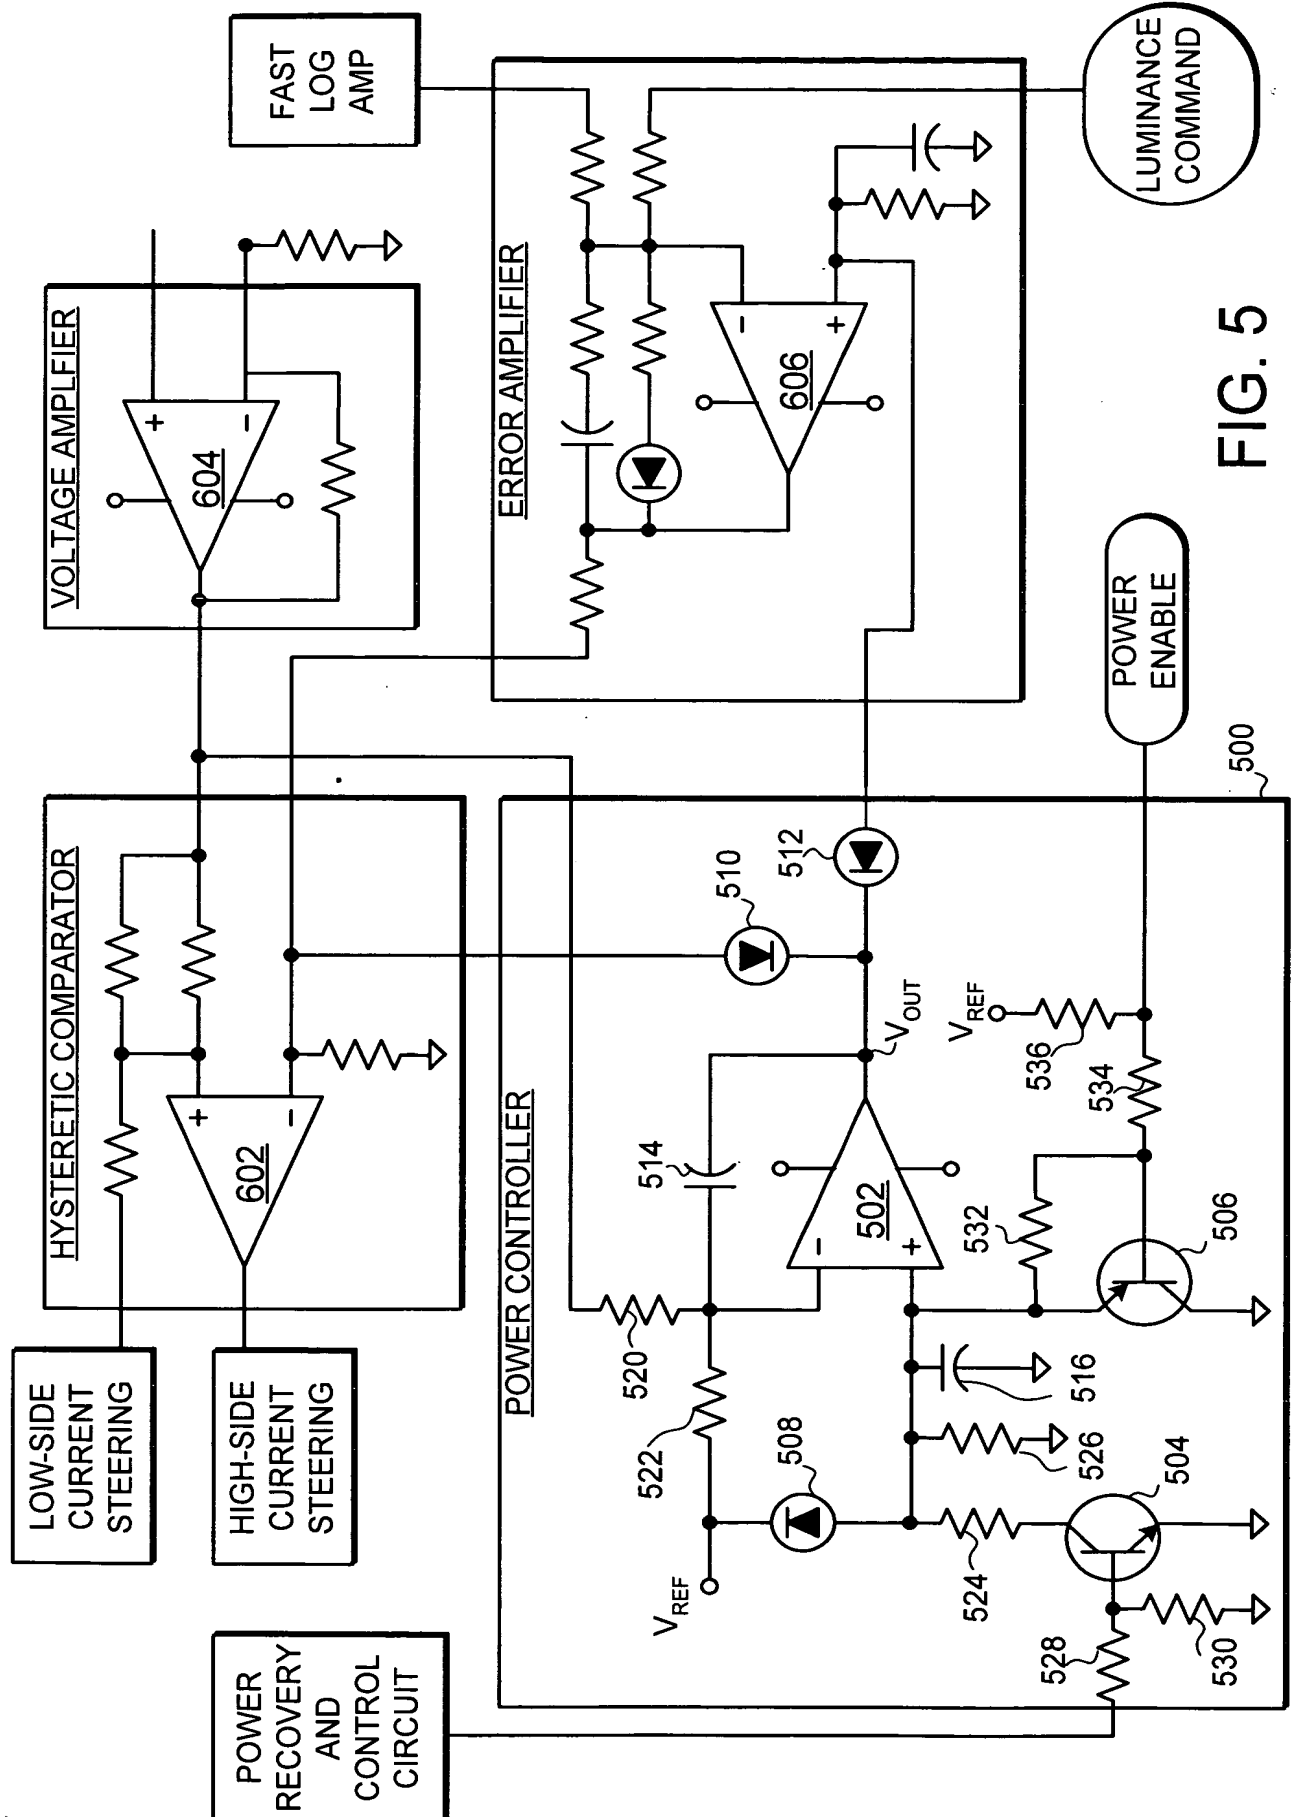 LOW-SIDE
CURRENT
STEERING
HIGH-SIDE
CURRENT
STEERING
HYSTERETIC COMPARATOR
+
-
602
VOLTAGE AMPLFIER
+
-
604
FAST
LOG
AMP
ERROR AMPLIFIER
-
+
606
LUMINANCE
COMMAND
POWER
RECOVERY
AND
CONTROL
CIRCUIT
POWER CONTROLLER
500
520
522
514
VREF
508
510
512
-
+
502
VOUT
VREF
536
534
532
506
516
526
524
504
528
530
POWER
ENABLE
FIG. 5